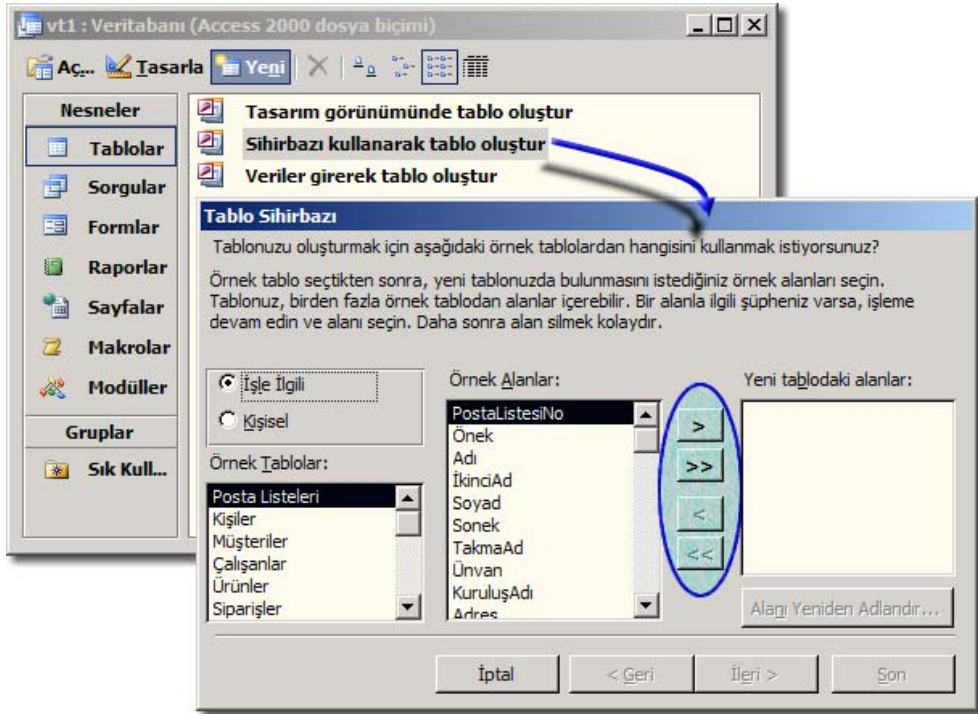 vt1 : Veritabanı (Access 2000 dosya biçimi)
Aç... Tasarla Yeni
Nesneler
Tablolar
Sorgular
Formlar
Raporlar
Sayfalar
Makrolar
Modüller
Gruplar
Sık Kull...
Tasarım görünümünde tablo oluştur
Sihirbazı kullanarak tablo oluştur
Veriler girerek tablo oluştur
Tablo Sihirbazı
Tablonuzu oluşturmak için aşağıdaki örnek tablolardan hangisini kullanmak istiyorsunuz?
Örnek tablo seçtikten sonra, yeni tablonuzda bulunmasını istediğiniz örnek alanları seçin.
Tablonuz, birden fazla örnek tablodan alanlar içerebilir. Bir alanla ilgili şüpheniz varsa, işleme
devam edin ve alanı seçin. Daha sonra alan silmek kolaydır.
İşle İlgili
Kişisel
Örnek Tablolar:
Posta Listeleri
Kişiler
Müşteriler
Çalışanlar
Ürünler
Siparişler
Örnek Alanlar:
PostaListesiNo
Önek
Adı
İkinciAd
Soyad
Sonek
TakmaAd
Ünvan
KuruluşAdı
Adres
>
>>
<
<<
Yeni tablodaki alanlar:
Alanı Yeniden Adlandır...
İptal
< Geri
İleri >
Son